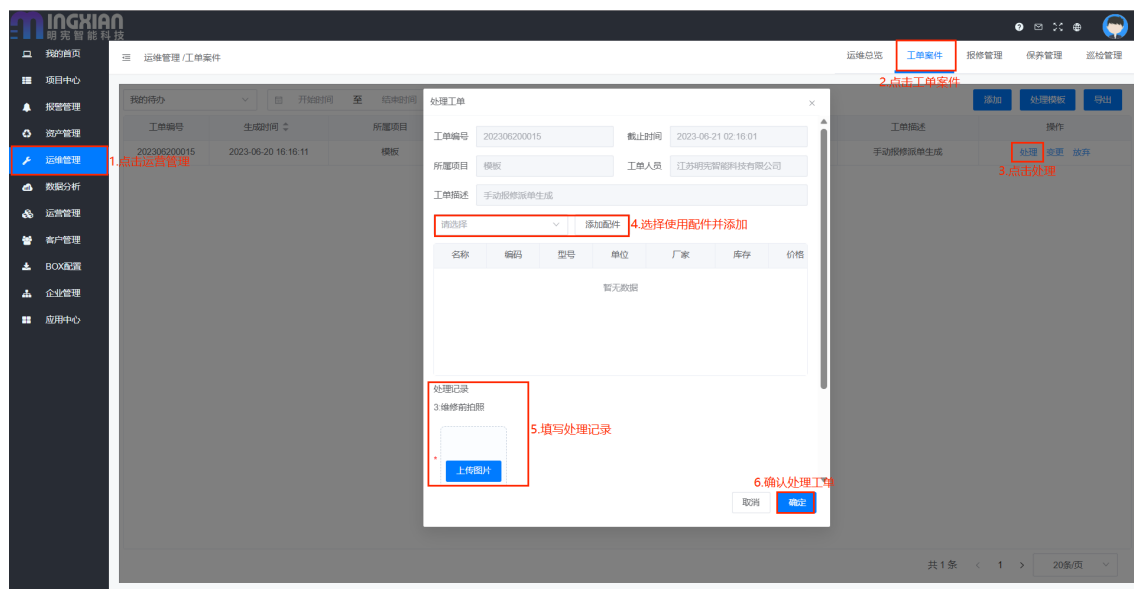 MINGXIAN
明宪智能科技
我的首页
项目中心
报警管理
资产管理
运维管理
数据分析
运营管理
客户管理
BOX配置
企业管理
应用中心
运维管理 /工单案件
运维总览 工单案件 报修管理 保养管理 巡检管理
2.点击工单案件
我的待办 开始时间 至 结束时间 添加 处理模板 导出
工单编号 生成时间 所属项目 工单描述 操作
202306200015 2023-06-20 16:16:11 模板 手动报修派单生成 处理 变更 放弃
1.点击运营管理
3.点击处理
处理工单 ×
工单编号 202306200015 截止时间 2023-06-21 02:16:01
所属项目 模板 工单人员 江苏明宪智能科技有限公司
工单描述 手动报修派单生成
请选择 添加配件 4.选择使用配件并添加
名称 编码 型号 单位 厂家 库存 价格
暂无数据
处理记录
3.维修前拍照
5.填写处理记录
* 上传图片
6.确认处理工单
取消 确定
共 1 条 < 1 > 20条/页